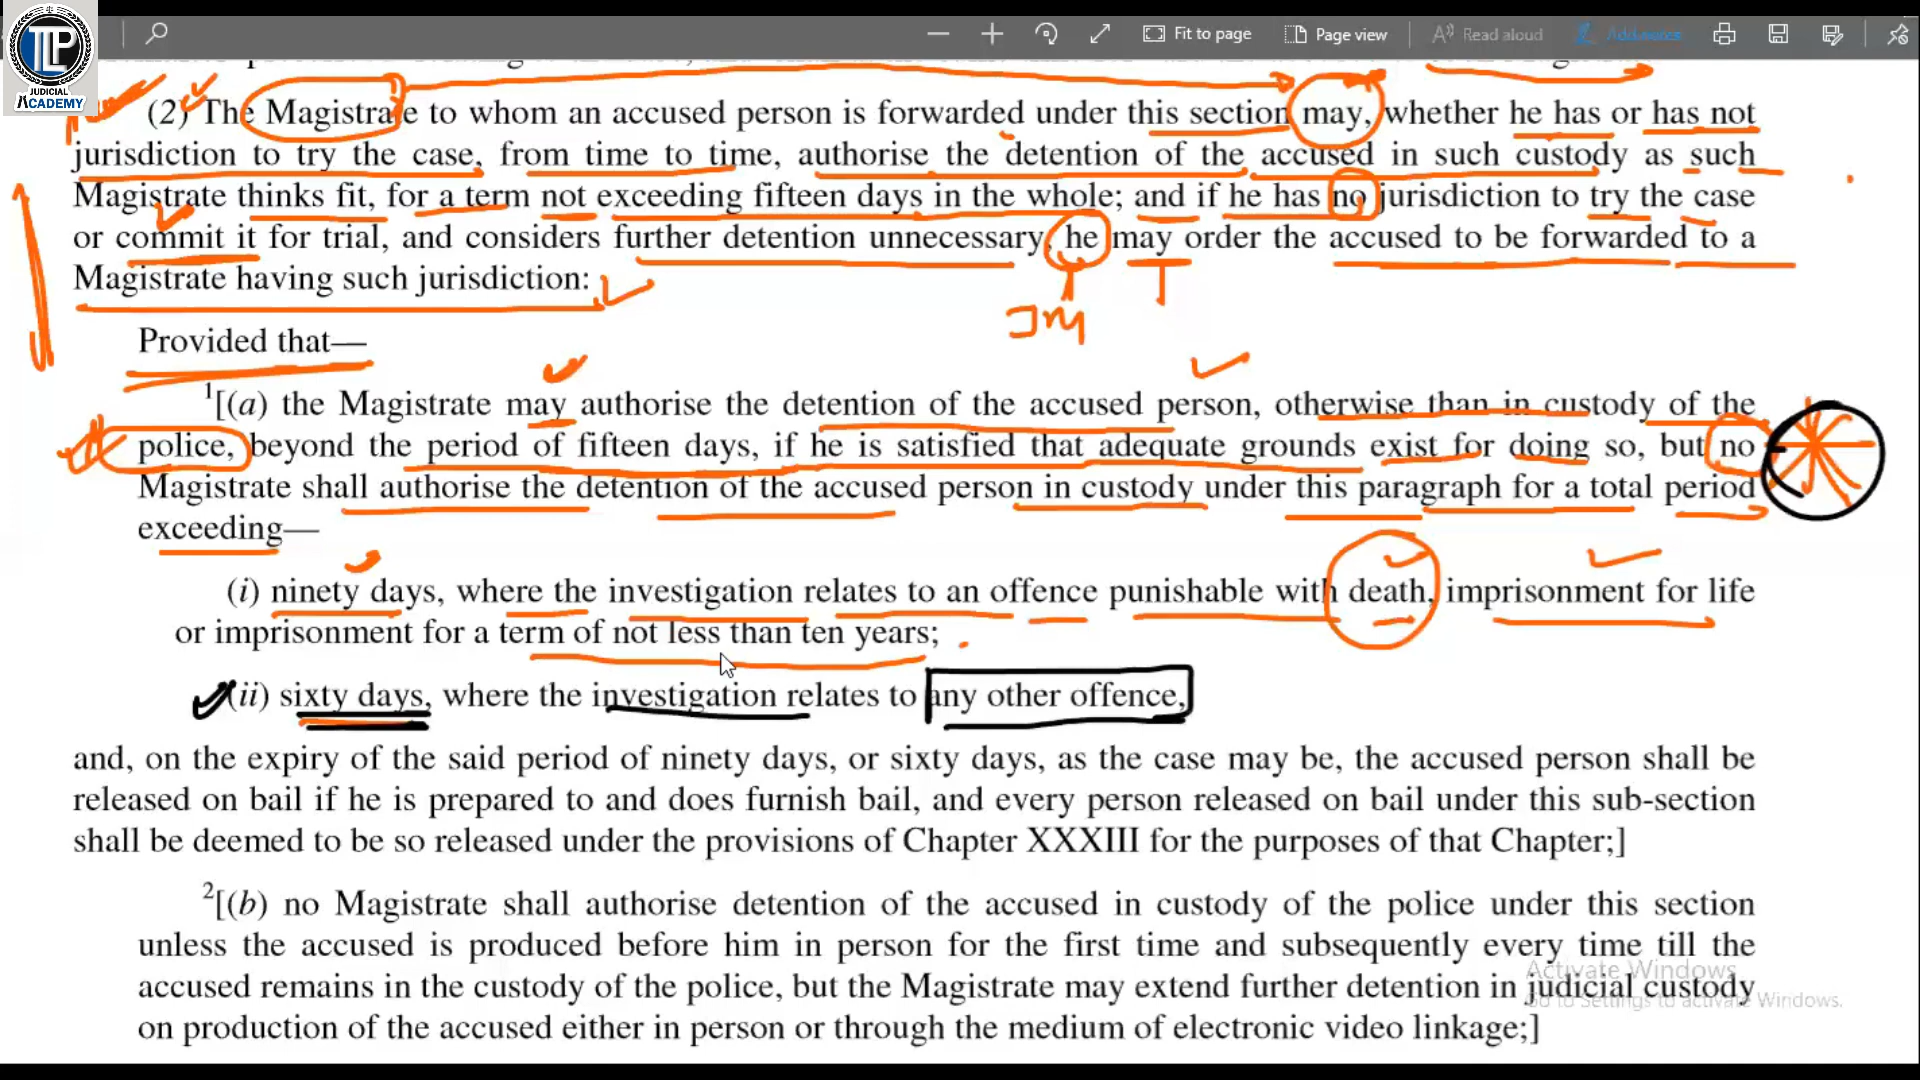 TLP
JUDICIAL
ACADEMY
Fit to page
Page view
Read aloud
Add notes
(2) The Magistrate to whom an accused person is forwarded under this section may, whether he has or has not
jurisdiction to try the case, from time to time, authorise the detention of the accused in such custody as such
Magistrate thinks fit, for a term not exceeding fifteen days in the whole; and if he has no jurisdiction to try the case
or commit it for trial, and considers further detention unnecessary, he may order the accused to be forwarded to a
Magistrate having such jurisdiction:
JM
Provided that—
1[(a) the Magistrate may authorise the detention of the accused person, otherwise than in custody of the
police, beyond the period of fifteen days, if he is satisfied that adequate grounds exist for doing so, but no
Magistrate shall authorise the detention of the accused person in custody under this paragraph for a total period
exceeding—
(i) ninety days, where the investigation relates to an offence punishable with death, imprisonment for life
or imprisonment for a term of not less than ten years;
(ii) sixty days, where the investigation relates to any other offence,
and, on the expiry of the said period of ninety days, or sixty days, as the case may be, the accused person shall be
released on bail if he is prepared to and does furnish bail, and every person released on bail under this sub-section
shall be deemed to be so released under the provisions of Chapter XXXIII for the purposes of that Chapter;]
2[(b) no Magistrate shall authorise detention of the accused in custody of the police under this section
unless the accused is produced before him in person for the first time and subsequently every time till the
accused remains in the custody of the police, but the Magistrate may extend further detention in judicial custody
on production of the accused either in person or through the medium of electronic video linkage;]
Activate Windows
Go to Settings to activate Windows.